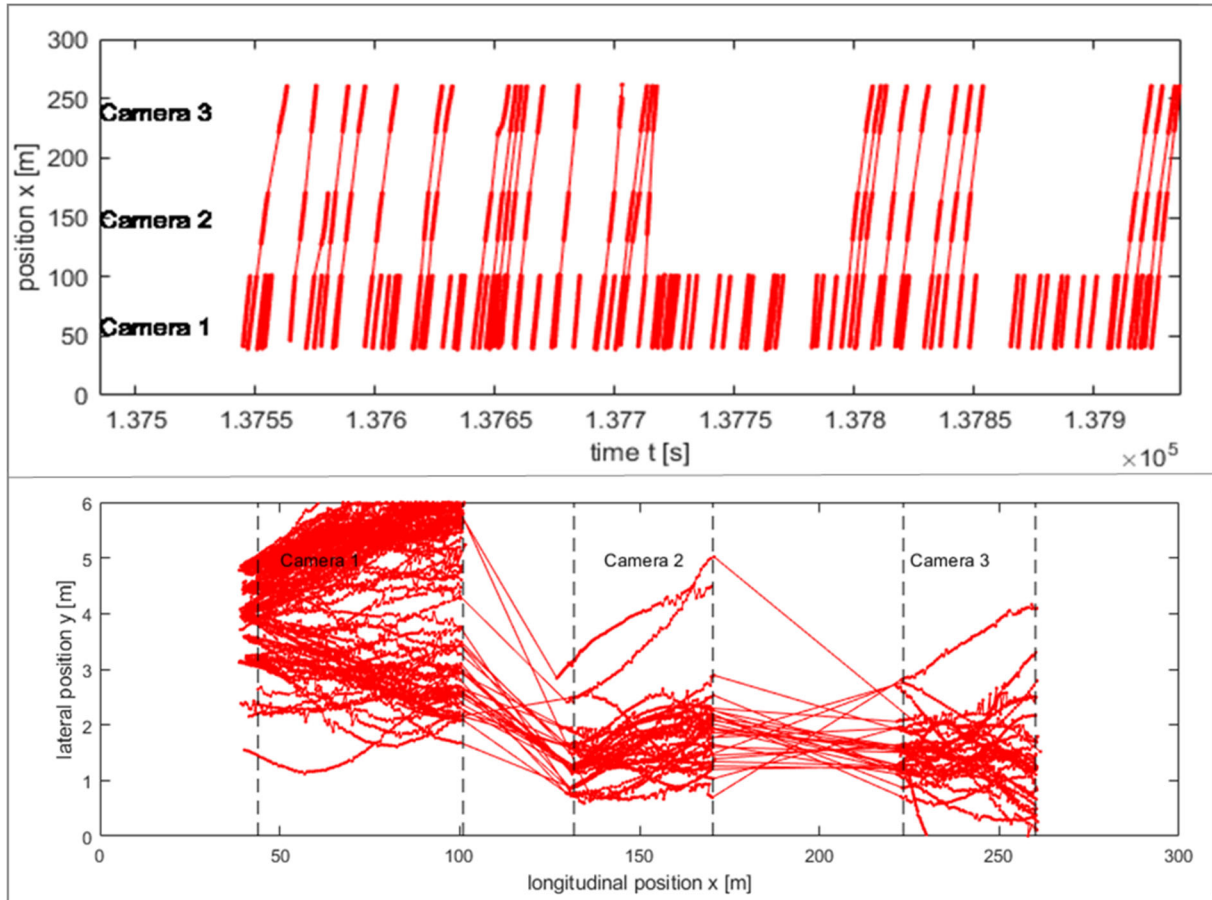 300
250
Camera 3
200
150
Camera 2
100
Camera 1
50
0
position x [m]
1.375 1.3755 1.376 1.3765 1.377 1.3775 1.378 1.3785 1.379
time t [s]
×10⁵
6
5
Camera 1 Camera 2 Camera 3
4
3
2
1
0
lateral position y [m]
0 50 100 150 200 250 300
longitudinal position x [m]